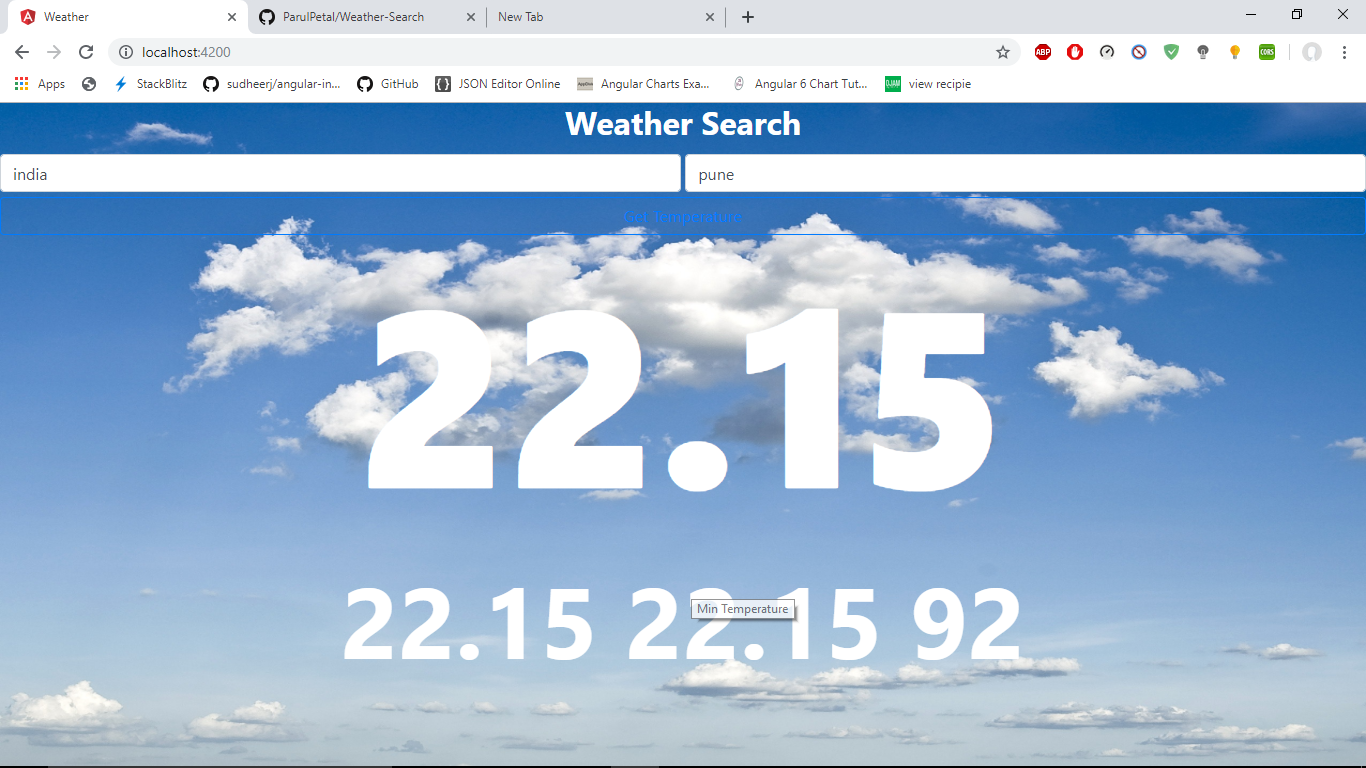 Weather
ParulPetal/Weather-Search
New Tab
localhost:4200
ABP
CORS
Apps
StackBlitz
sudheerj/angular-in...
GitHub
JSON Editor Online
Angular Charts Exa...
Angular 6 Chart Tut...
view recipie
Weather Search
india
pune
Get Temperature
22.15
22.15 22.15 92
Min Temperature